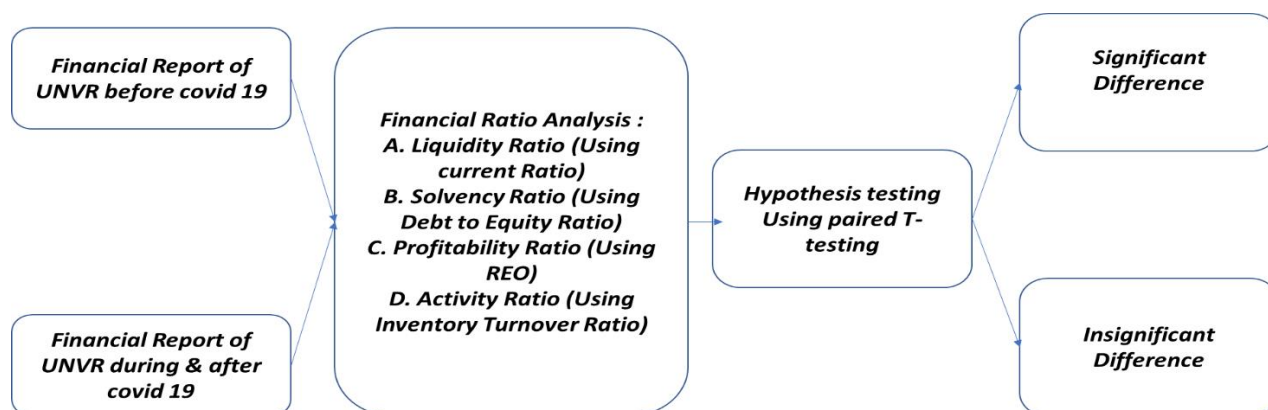 Financial Report of
UNVR before covid 19
Financial Report of
UNVR during & after
covid 19
Financial Ratio Analysis :
A. Liquidity Ratio (Using
current Ratio)
B. Solvency Ratio (Using
Debt to Equity Ratio)
C. Profitability Ratio (Using
REO)
D. Activity Ratio (Using
Inventory Turnover Ratio)
Hypothesis testing
Using paired T-
testing
Significant
Difference
Insignificant
Difference